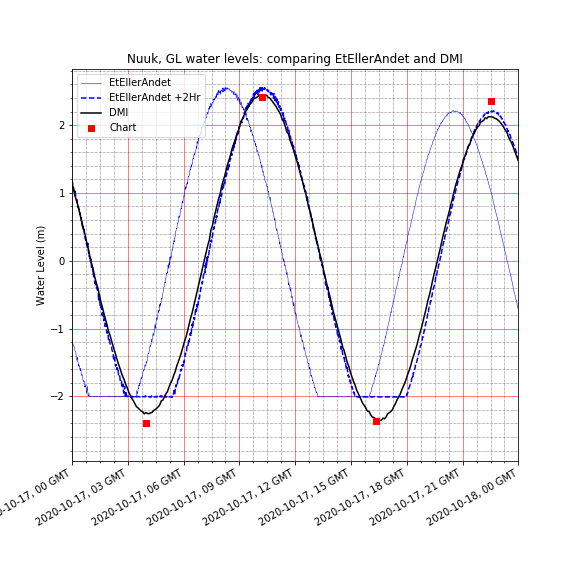 Nuuk, GL water levels: comparing EtEllerAndet and DMI
EtEllerAndet
EtEllerAndet +2Hr
DMI
Chart
Water Level (m)
2
1
0
−1
−2
0-10-17, 00 GMT
2020-10-17, 03 GMT
2020-10-17, 06 GMT
2020-10-17, 09 GMT
2020-10-17, 12 GMT
2020-10-17, 15 GMT
2020-10-17, 18 GMT
2020-10-17, 21 GMT
2020-10-18, 00 GMT